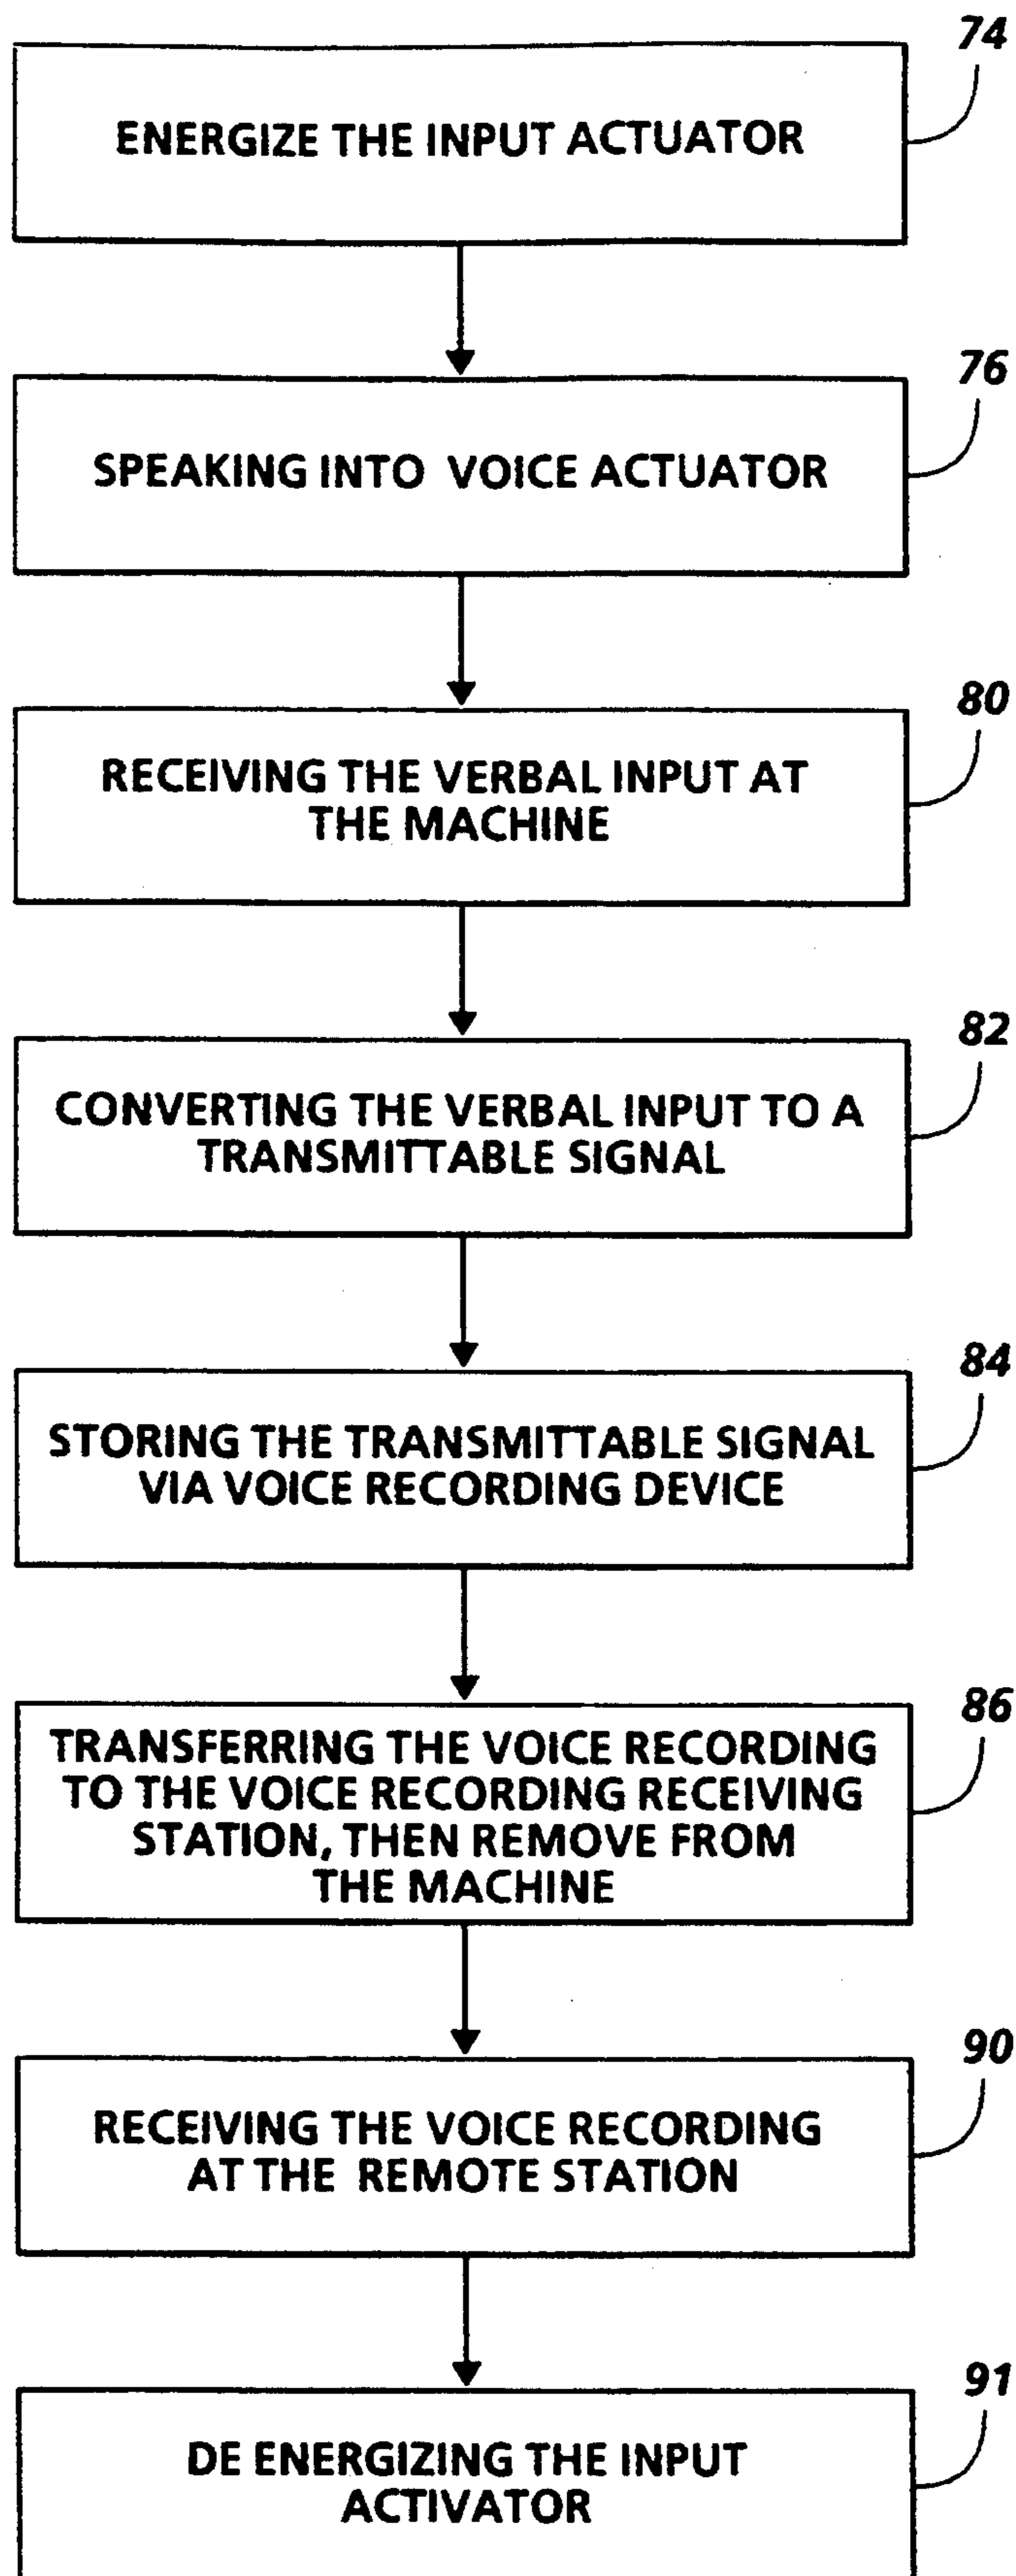 74
ENERGIZE THE INPUT ACTUATOR
76
SPEAKING INTO VOICE ACTUATOR
80
RECEIVING THE VERBAL INPUT AT
THE MACHINE
82
CONVERTING THE VERBAL INPUT TO A
TRANSMITTABLE SIGNAL
84
STORING THE TRANSMITTABLE SIGNAL
VIA VOICE RECORDING DEVICE
86
TRANSFERRING THE VOICE RECORDING
TO THE VOICE RECORDING RECEIVING
STATION, THEN REMOVE FROM
THE MACHINE
90
RECEIVING THE VOICE RECORDING
AT THE REMOTE STATION
91
DE ENERGIZING THE INPUT
ACTIVATOR